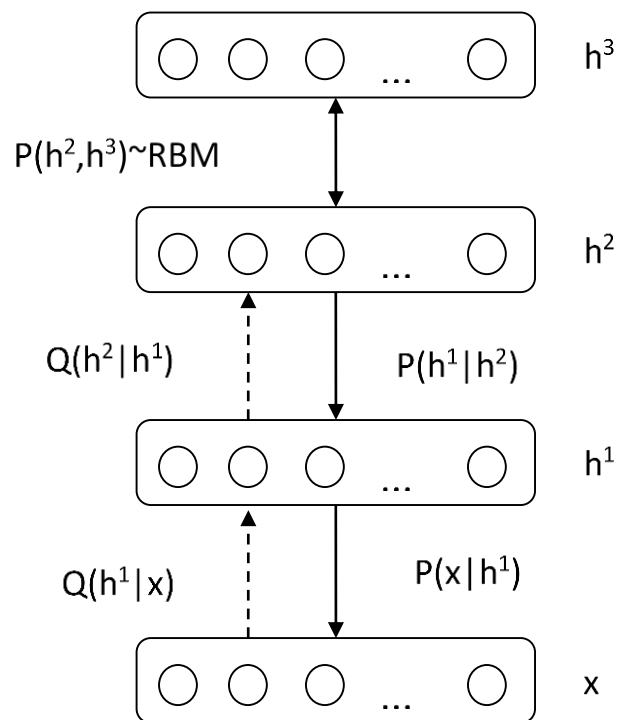 ... h³
P(h²,h³)~RBM
... h²
Q(h²|h¹) P(h¹|h²)
... h¹
Q(h¹|x) P(x|h¹)
... x